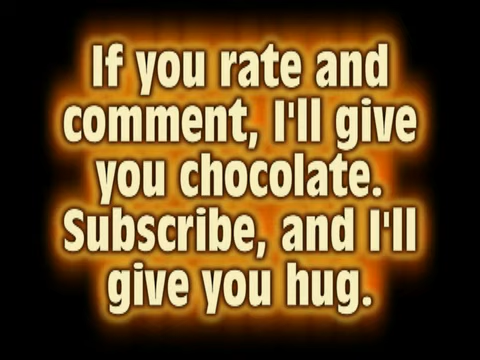 If you rate and
comment, I'll give
you chocolate.
Subscribe, and I'll
give you hug.